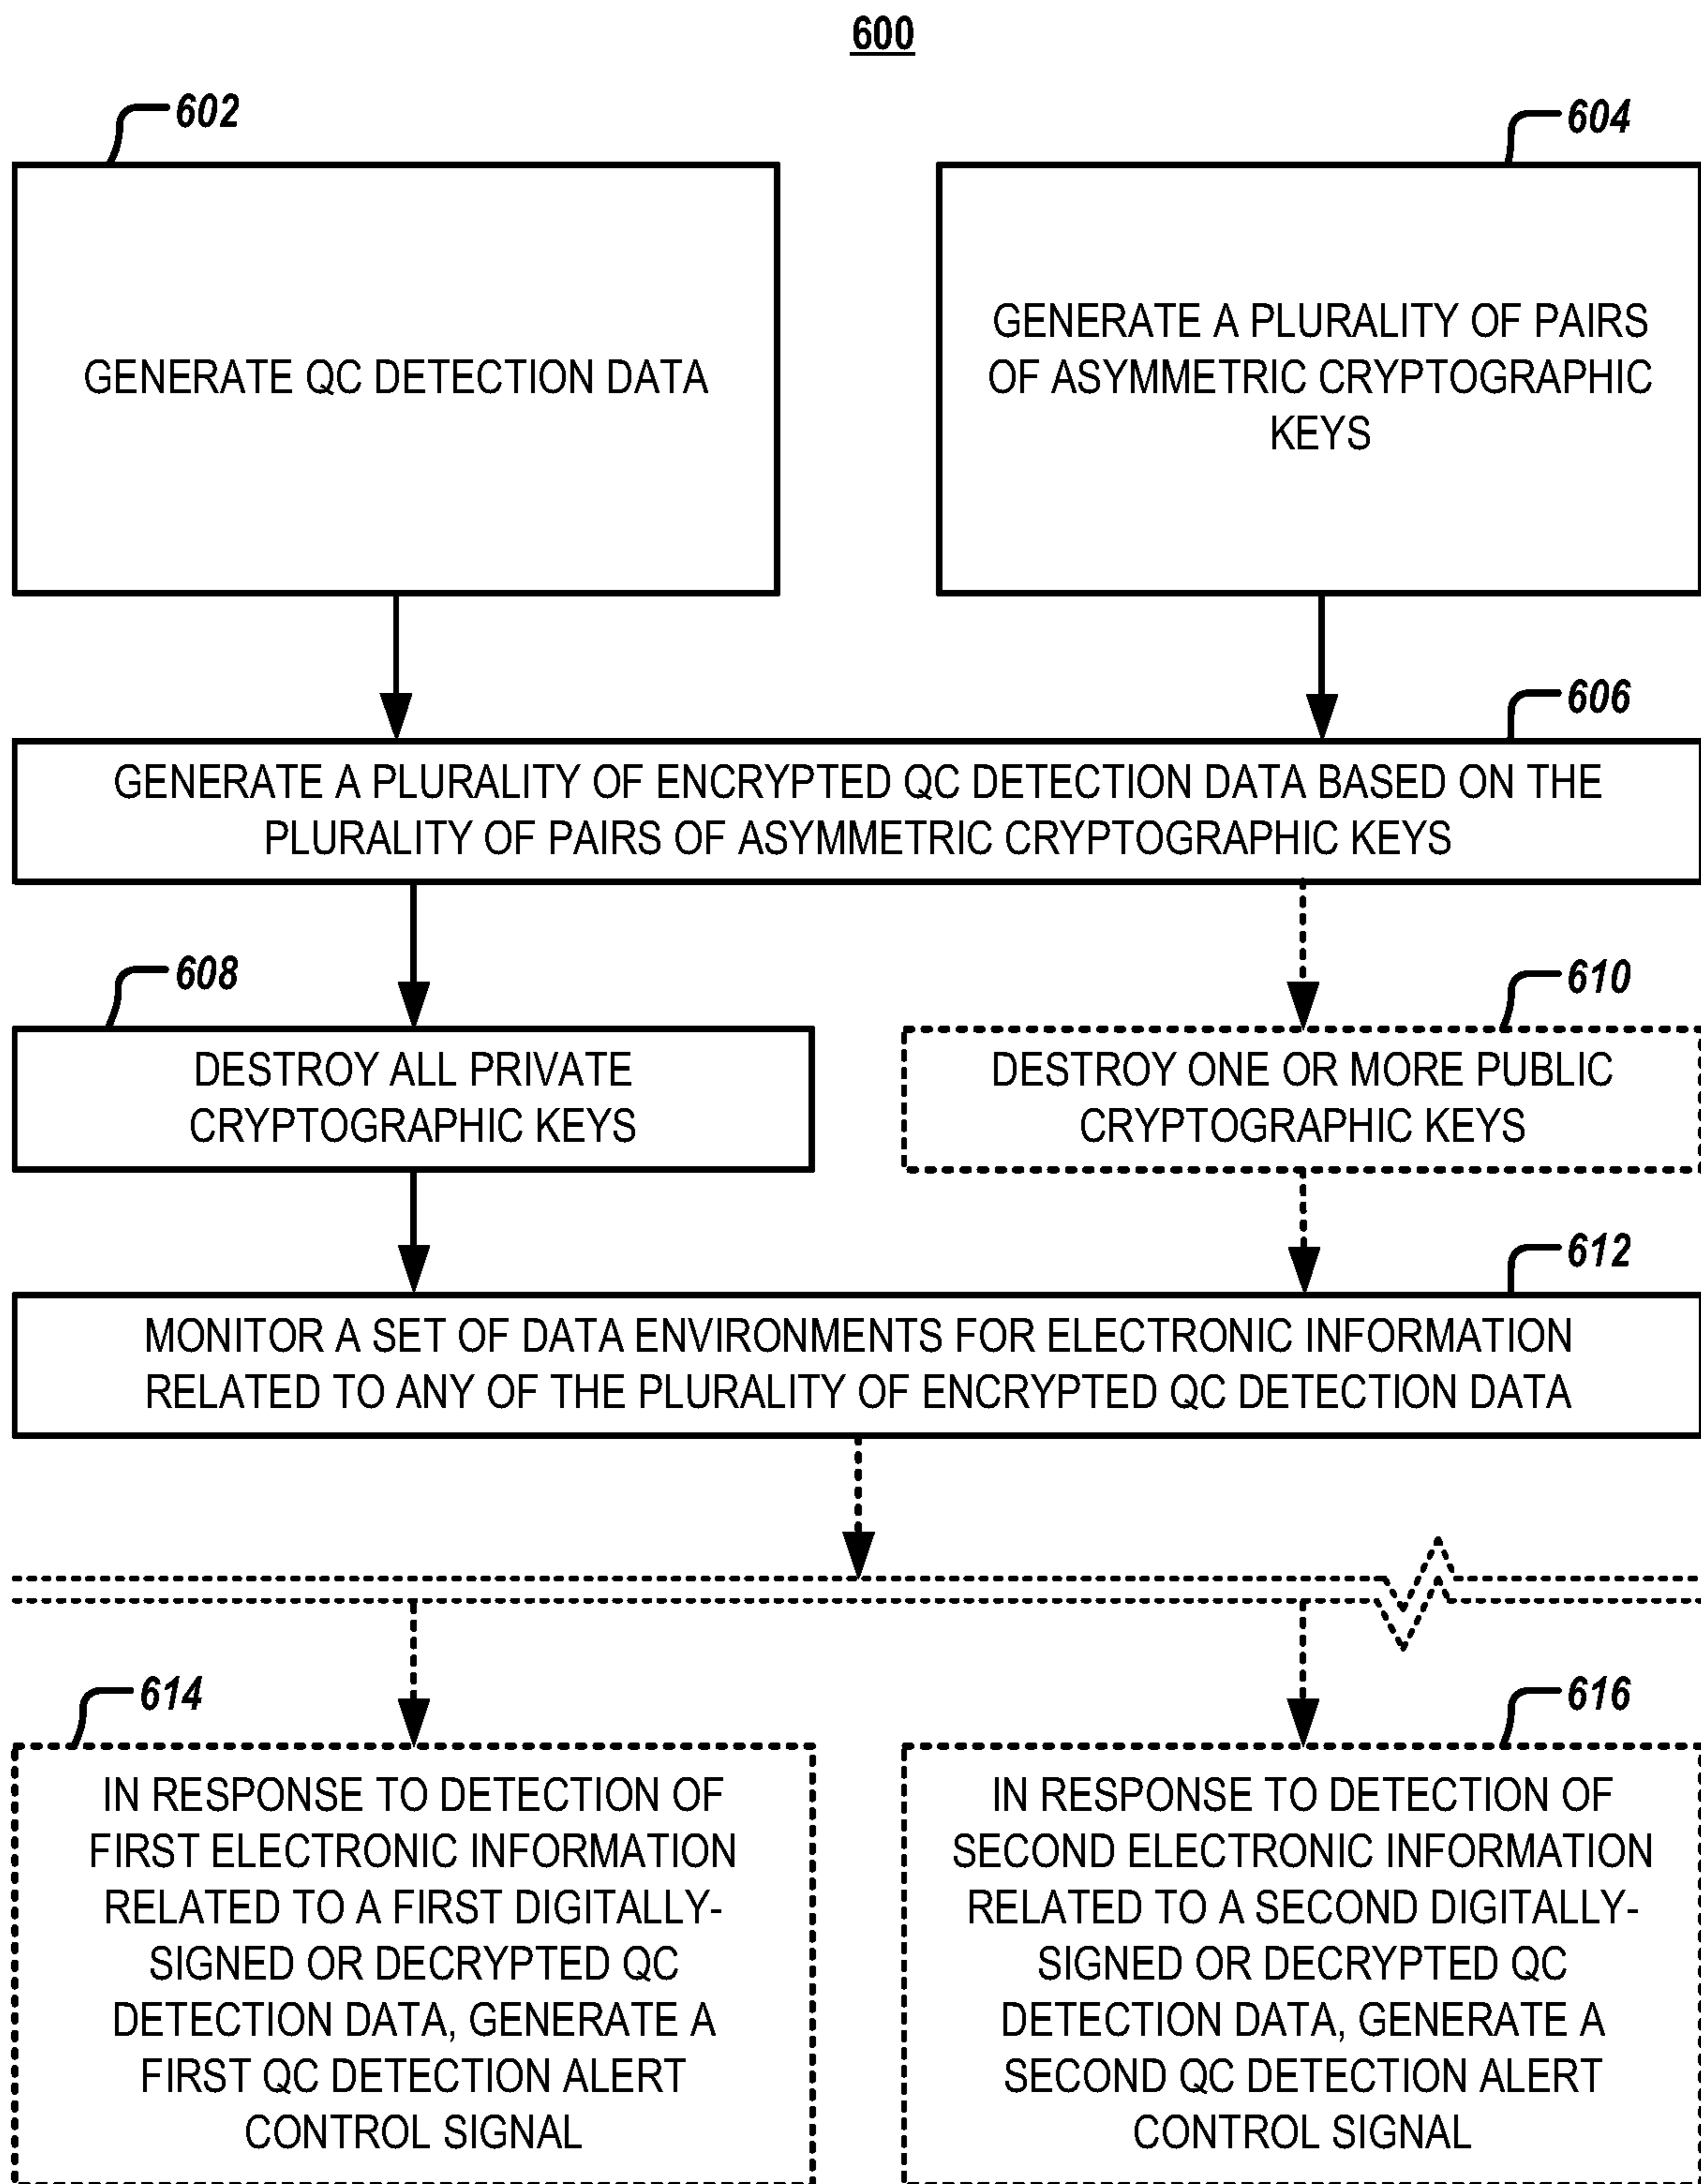 600
602
604
GENERATE QC DETECTION DATA
GENERATE A PLURALITY OF PAIRS
OF ASYMMETRIC CRYPTOGRAPHIC
KEYS
606
GENERATE A PLURALITY OF ENCRYPTED QC DETECTION DATA BASED ON THE
PLURALITY OF PAIRS OF ASYMMETRIC CRYPTOGRAPHIC KEYS
608
610
DESTROY ALL PRIVATE
CRYPTOGRAPHIC KEYS
DESTROY ONE OR MORE PUBLIC
CRYPTOGRAPHIC KEYS
612
MONITOR A SET OF DATA ENVIRONMENTS FOR ELECTRONIC INFORMATION
RELATED TO ANY OF THE PLURALITY OF ENCRYPTED QC DETECTION DATA
614
616
IN RESPONSE TO DETECTION OF
FIRST ELECTRONIC INFORMATION
RELATED TO A FIRST DIGITALLY-
SIGNED OR DECRYPTED QC
DETECTION DATA, GENERATE A
FIRST QC DETECTION ALERT
CONTROL SIGNAL
IN RESPONSE TO DETECTION OF
SECOND ELECTRONIC INFORMATION
RELATED TO A SECOND DIGITALLY-
SIGNED OR DECRYPTED QC
DETECTION DATA, GENERATE A
SECOND QC DETECTION ALERT
CONTROL SIGNAL